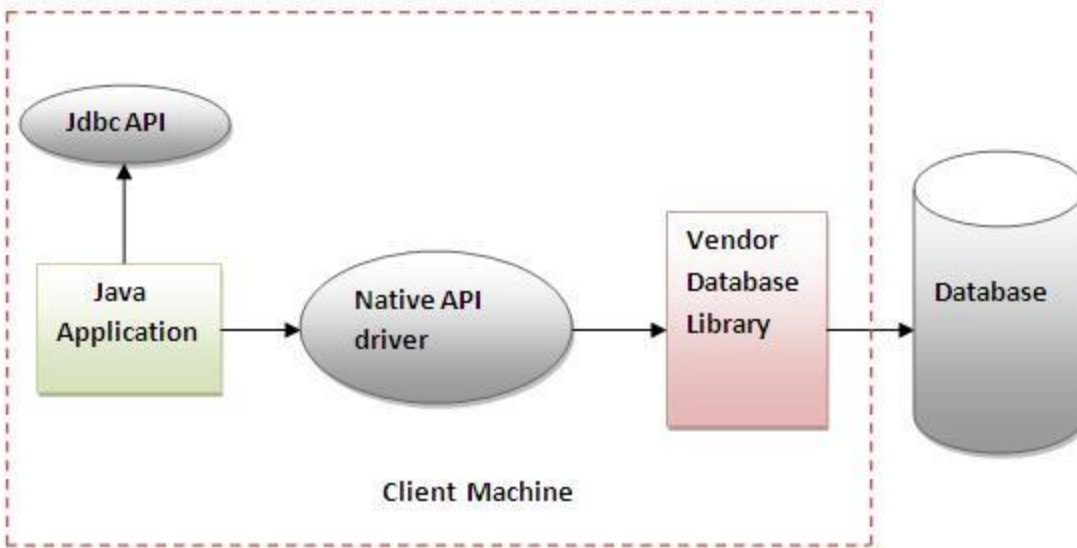 Jdbc API
Java
Application
Native API
driver
Vendor
Database
Library
Database
Client Machine